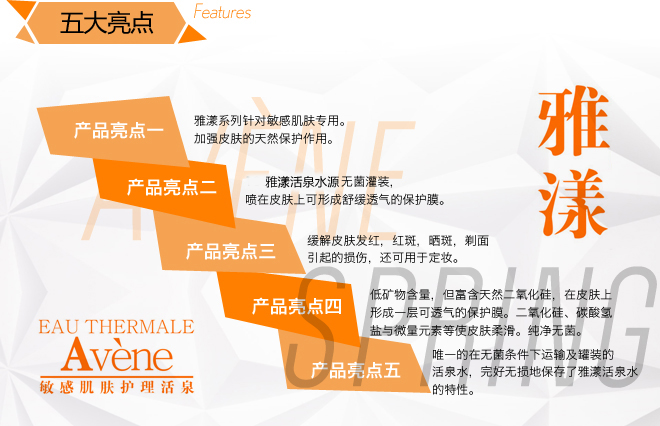 五大亮点
Features
AVÈNE
雅漾
产品亮点一
雅漾系列针对敏感肌肤专用。
加强皮肤的天然保护作用。
产品亮点二
雅漾活泉水源无菌灌装,
喷在皮肤上可形成舒缓透气的保护膜。
产品亮点三
缓解皮肤发红,红斑,晒斑,剃面
引起的损伤,还可用于定妆。
SPRING
产品亮点四
低矿物含量,但富含天然二氧化硅,在皮肤上
形成一层可透气的保护膜。二氧化硅、碳酸氢
盐与微量元素等使皮肤柔滑。纯净无菌。
产品亮点五
唯一的在无菌条件下运输及罐装的
活泉水,完好无损地保存了雅漾活泉水
的特性。
EAU THERMALE
Avène
敏感肌肤护理活泉